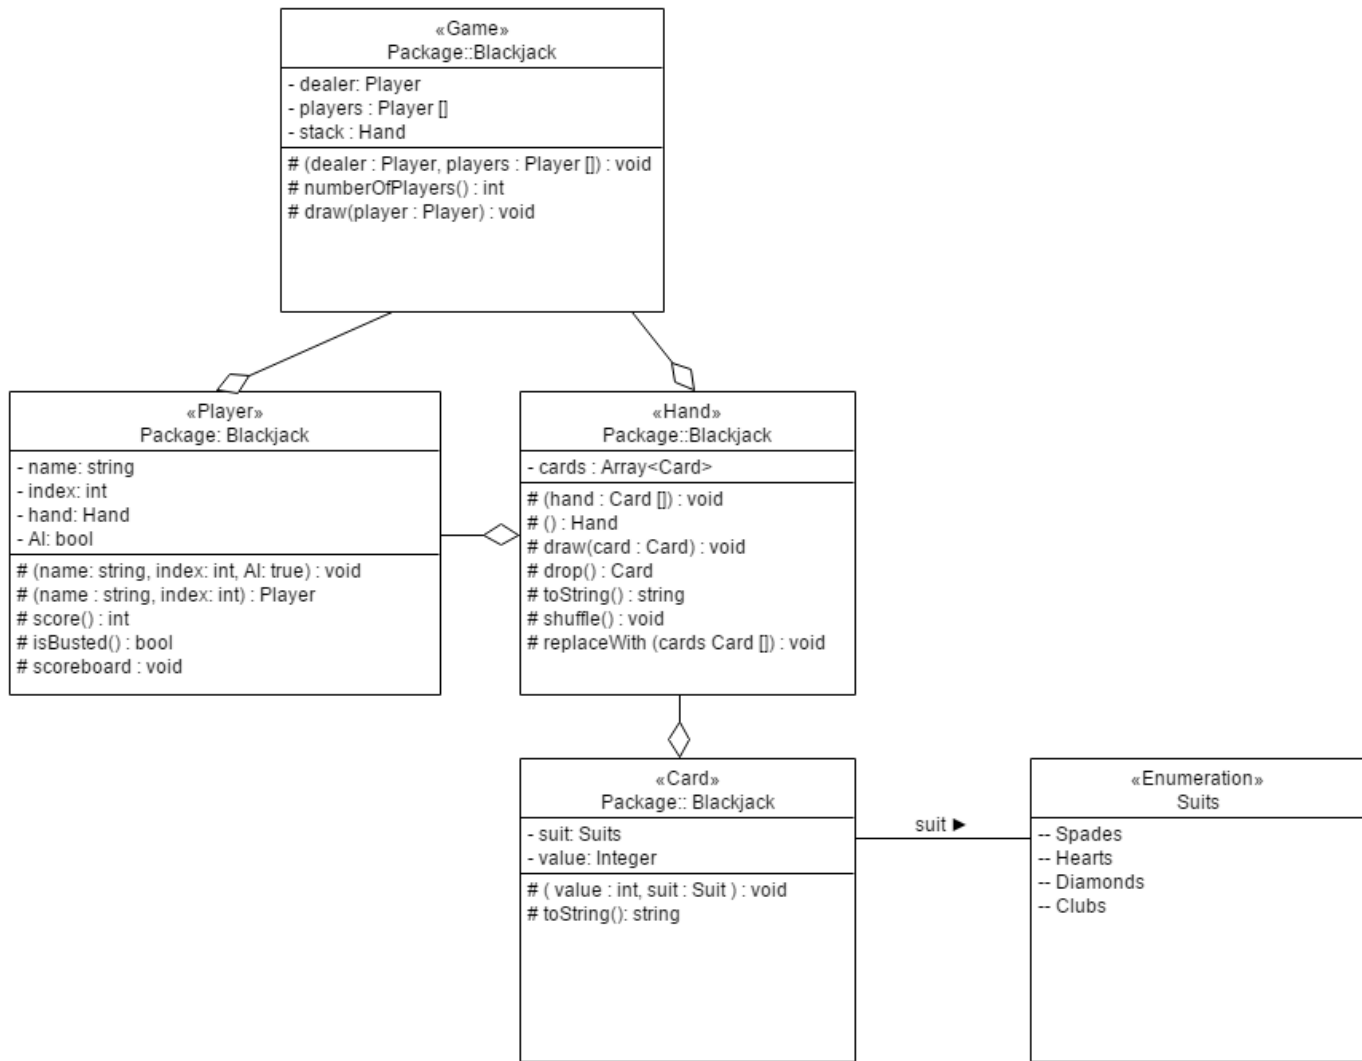 «Game»
Package::Blackjack
- dealer: Player
- players : Player []
- stack : Hand
# (dealer : Player, players : Player []) : void
# numberOfPlayers() : int
# draw(player : Player) : void
«Player»
Package: Blackjack
- name: string
- index: int
- hand: Hand
- AI: bool
# (name: string, index: int, AI: true) : void
# (name : string, index: int) : Player
# score() : int
# isBusted() : bool
# scoreboard : void
«Hand»
Package::Blackjack
- cards : Array<Card>
# (hand : Card []) : void
# () : Hand
# draw(card : Card) : void
# drop() : Card
# toString() : string
# shuffle() : void
# replaceWith (cards Card []) : void
«Card»
Package:: Blackjack
- suit: Suits
- value: Integer
# ( value : int, suit : Suit ) : void
# toString(): string
suit ►
«Enumeration»
Suits
-- Spades
-- Hearts
-- Diamonds
-- Clubs